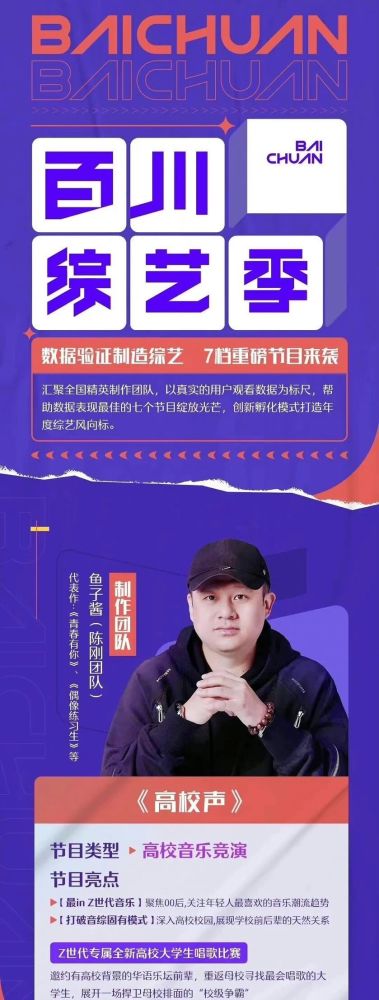 BAICHUAN
BAICHUAN
BAI
CHUAN
百川
综艺季
数据验证制造综艺 7档重磅节目来袭
汇聚全国精英制作团队，以真实的用户观看数据为标尺，帮
助数据表现最佳的七个节目绽放光芒，创新孵化模式打造年
度综艺风向标。
制作团队
鱼子酱（陈刚团队）
代表作：《青春有你》、《偶像练习生》等
BAICHUAN
《高校声》
节目类型 ▶ 高校音乐竞演
节目亮点
▶【最in Z世代音乐】聚焦00后,关注年轻人最喜欢的音乐潮流趋势
▶【打破音综固有模式】深入高校校园,展现学校前后辈的天然关系
Z世代专属全新高校大学生唱歌比赛
邀约有高校背景的华语乐坛前辈，重返母校寻找最会唱歌的大
学生，展开一场捍卫母校排面的“校级争霸”